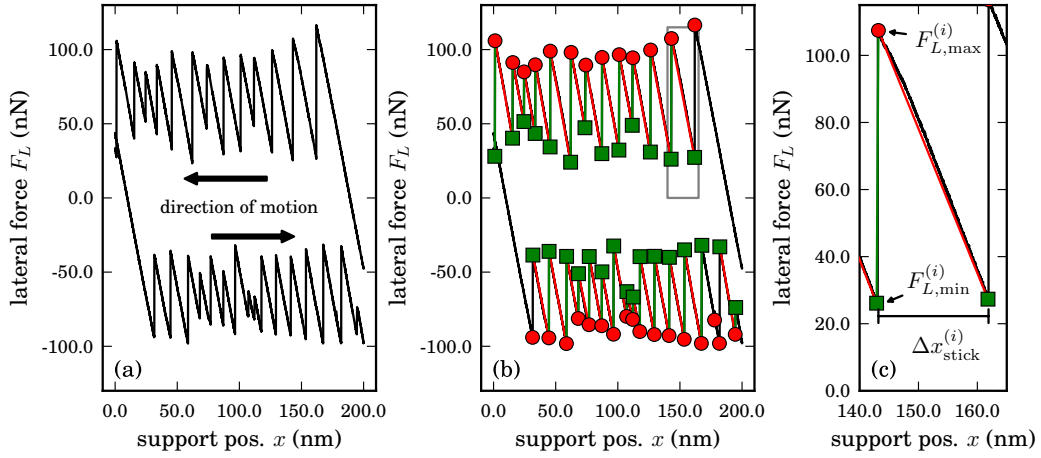 lateral force F_L (nN)
100.0
50.0
0.0
-50.0
-100.0
direction of motion
(a)
0.0 50.0 100.0 150.0 200.0
support pos. x (nm)
lateral force F_L (nN)
100.0
50.0
0.0
-50.0
-100.0
(b)
0.0 50.0 100.0 150.0 200.0
support pos. x (nm)
lateral force F_L (nN)
100.0
80.0
60.0
40.0
20.0
0.0
F_{L,max}^{(i)}
F_{L,min}^{(i)}
Δx_{stick}^{(i)}
(c)
140.0 150.0 160.0
support pos. x (nm)